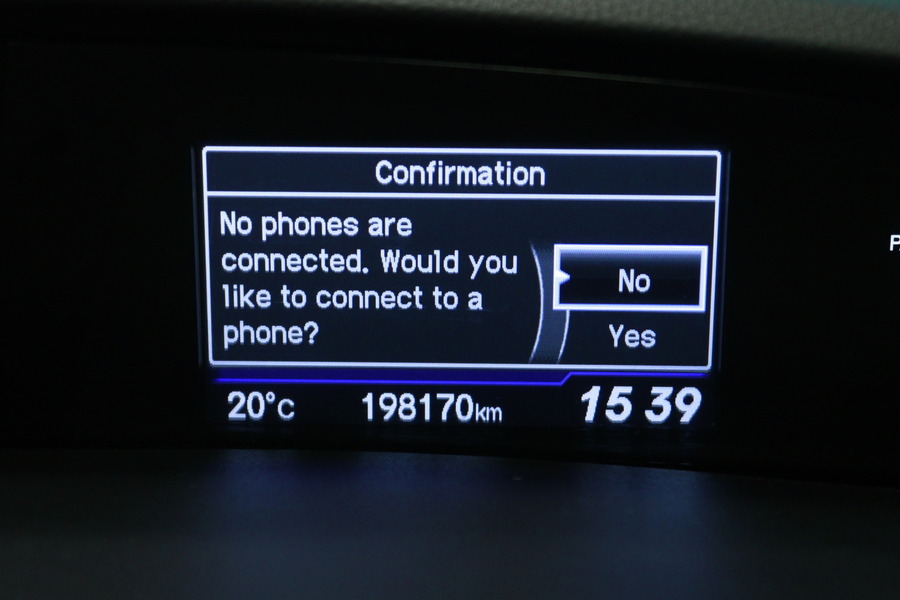 Confirmation
No phones are
connected. Would you
like to connect to a
phone?
No
Yes
20°C
198170km
15 39
P